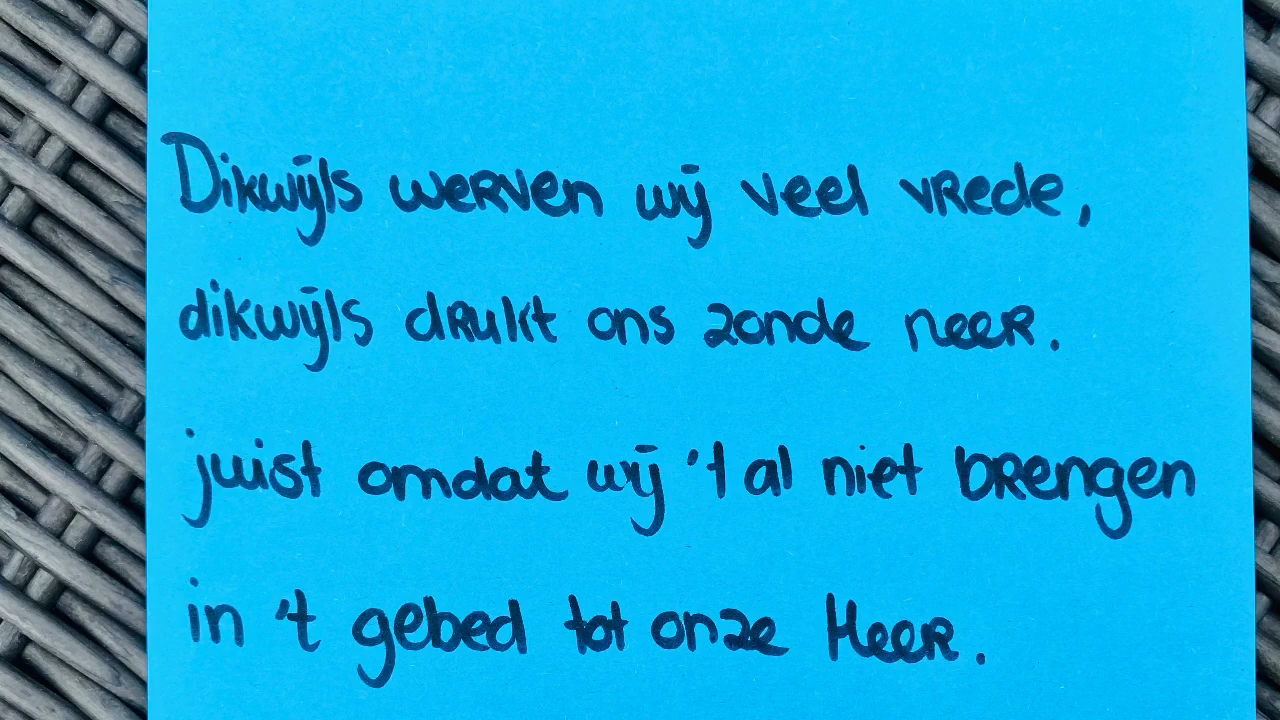 Dikwijls werven wij veel vrede,
dikwijls drukt ons zonde neer.
juist omdat wij 't al niet brengen
in 't gebed tot onze Heer.